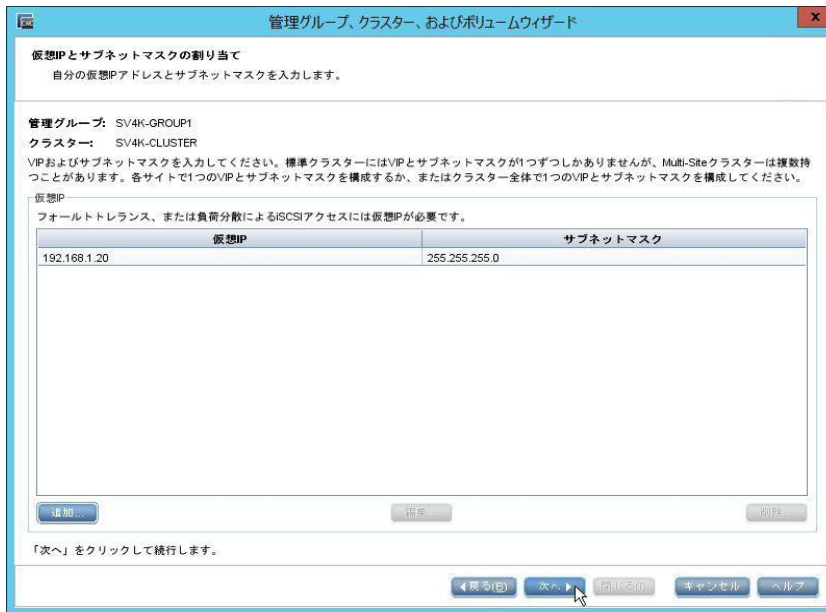 管理グループ、クラスター、およびボリュームウィザード
x
仮想IPとサブネットマスクの割り当て
自分の仮想IPアドレスとサブネットマスクを入力します。
管理グループ: SV4K-GROUP1
クラスター: SV4K-CLUSTER
VIPおよびサブネットマスクを入力してください。標準クラスターにはVIPとサブネットマスクが1つずつしかありませんが、Multi-Siteクラスターは複数持
つことがあります。各サイトで1つのVIPとサブネットマスクを構成するか、またはクラスター全体で1つのVIPとサブネットマスクを構成してください。
仮想IP
フォールトトレランス、または負荷分散によるiSCSIアクセスには仮想IPが必要です。
仮想IP サブネットマスク
192.168.1.20 255.255.255.0
追加... 編集... 削除...
「次へ」をクリックして続行します。
戻る(B) 次へ 閉じる(I) キャンセル ヘルプ